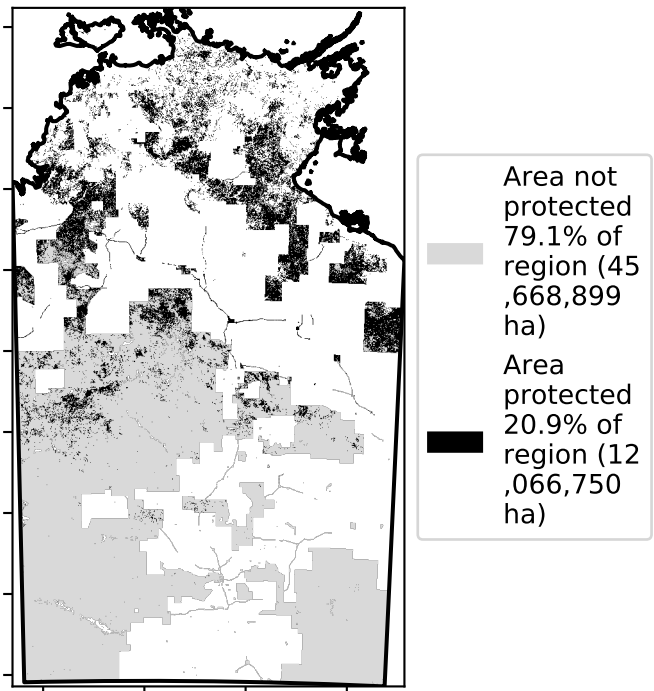 Area not
protected
79.1% of
region (45
,668,899
ha)
Area
protected
20.9% of
region (12
,066,750
ha)